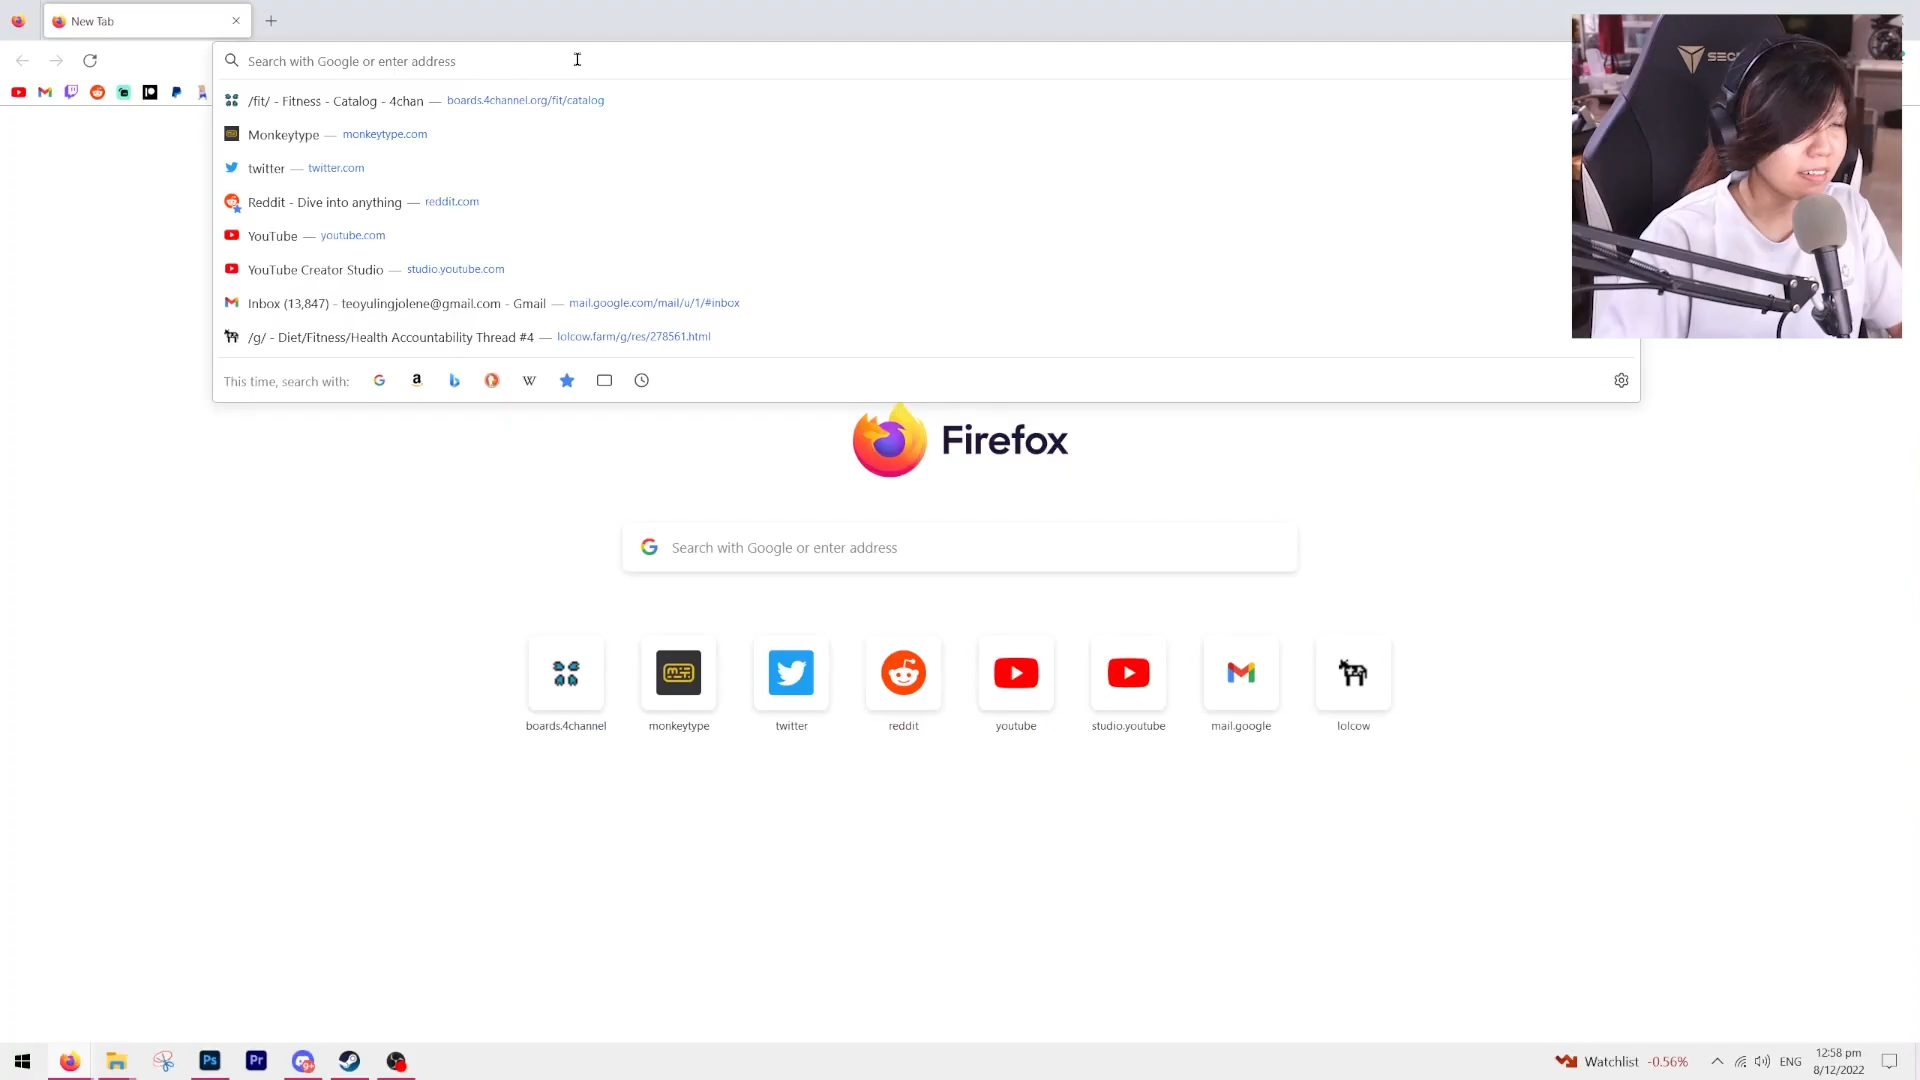 New Tab
Search with Google or enter address
/fit/ - Fitness - Catalog - 4chan — boards.4channel.org/fit/catalog
Monkeytype — monkeytype.com
twitter — twitter.com
Reddit - Dive into anything — reddit.com
YouTube — youtube.com
YouTube Creator Studio — studio.youtube.com
Inbox (13,847) - teoyulingjolene@gmail.com - Gmail — mail.google.com/mail/u/1/#inbox
/g/ - Diet/Fitness/Health Accountability Thread #4 — lolcow.farm/g/res/278561.html
This time, search with:
Firefox
Search with Google or enter address
boards.4channel monkeytype twitter reddit youtube studio.youtube mail.google lolcow
Watchlist -0.56% ENG 12:58 pm
8/12/2022